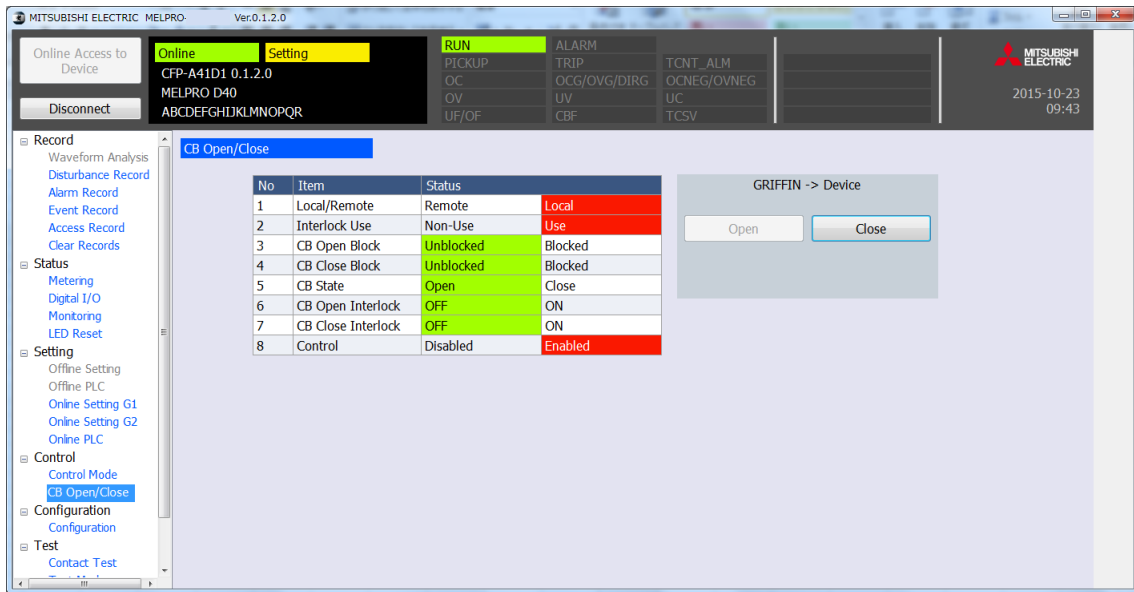 MITSUBISHI ELECTRIC MELPRO- Ver.0.1.2.0
Online Access to Device
Disconnect
Online Setting
CFP-A41D1 0.1.2.0
MELPRO D40
ABCDEFGHIJKLMNOPQR
RUN ALARM
PICKUP TRIP TCNT_ALM
OC OCG/OVG/DIRG OCNEG/OVNEG
OV UV UC
UF/OF CBF TCSV
MITSUBISHI ELECTRIC
2015-10-23
09:43
Record
Waveform Analysis
Disturbance Record
Alarm Record
Event Record
Access Record
Clear Records
Status
Metering
Digital I/O
Monitoring
LED Reset
Setting
Offline Setting
Offline PLC
Online Setting G1
Online Setting G2
Online PLC
Control
Control Mode
CB Open/Close
Configuration
Configuration
Test
Contact Test
CB Open/Close
No Item Status
1 Local/Remote Remote Local
2 Interlock Use Non-Use Use
3 CB Open Block Unblocked Blocked
4 CB Close Block Unblocked Blocked
5 CB State Open Close
6 CB Open Interlock OFF ON
7 CB Close Interlock OFF ON
8 Control Disabled Enabled
GRIFFIN -> Device
Open Close